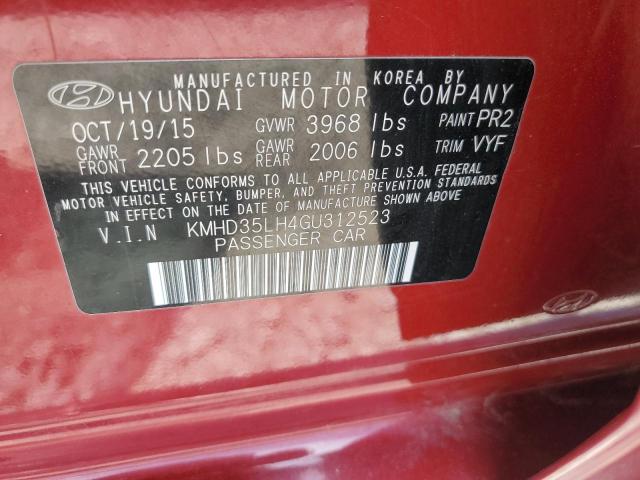 MANUFACTURED IN KOREA BY
HYUNDAI MOTOR COMPANY
OCT/19/15 GVWR 3968 lbs PAINT PR2
GAWR FRONT 2205 lbs GAWR REAR 2006 lbs TRIM VYF
THIS VEHICLE CONFORMS TO ALL APPLICABLE U.S.A. FEDERAL
MOTOR VEHICLE SAFETY, BUMPER, AND THEFT PREVENTION STANDARDS
IN EFFECT ON THE DATE OF MANUFACTURE SHOWN ABOVE.
V.I.N KMHD35LH4GU312523
PASSENGER CAR